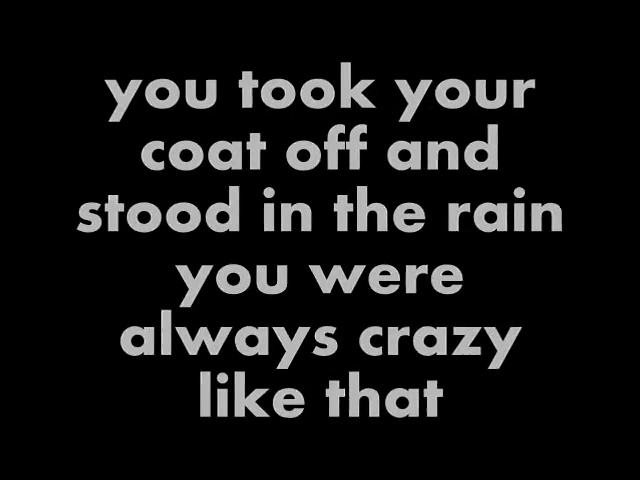 you took your
coat off and
stood in the rain
you were
always crazy
like that